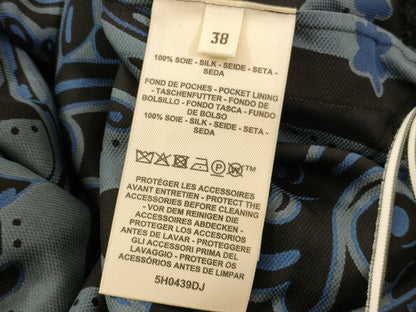 38
100% SOIE - SILK - SEIDE - SETA -
SEDA
FOND DE POCHES - POCKET LINING
- TASCHENFUTTER - FONDO DE
BOLSILLO - FONDO TASCA - FUNDO
DE BOLSO
100% SOIE - SILK - SEIDE - SETA -
SEDA
P W™
PROTÉGER LES ACCESSOIRES
AVANT ENTRETIEN - PROTECT THE
ACCESSORIES BEFORE CLEANING
- VOR DEM REINIGEN DIE
ACCESSOIRES ABDECKEN -
PROTEGER LOS ACCESORIOS
ANTES DE LAVAR - PROTEGGERE
GLI ACCESSORI PRIMA DEL
LAVAGGIO - PROTEGER OS
ACESSÓRIOS ANTES DE LIMPAR
5H0439DJ